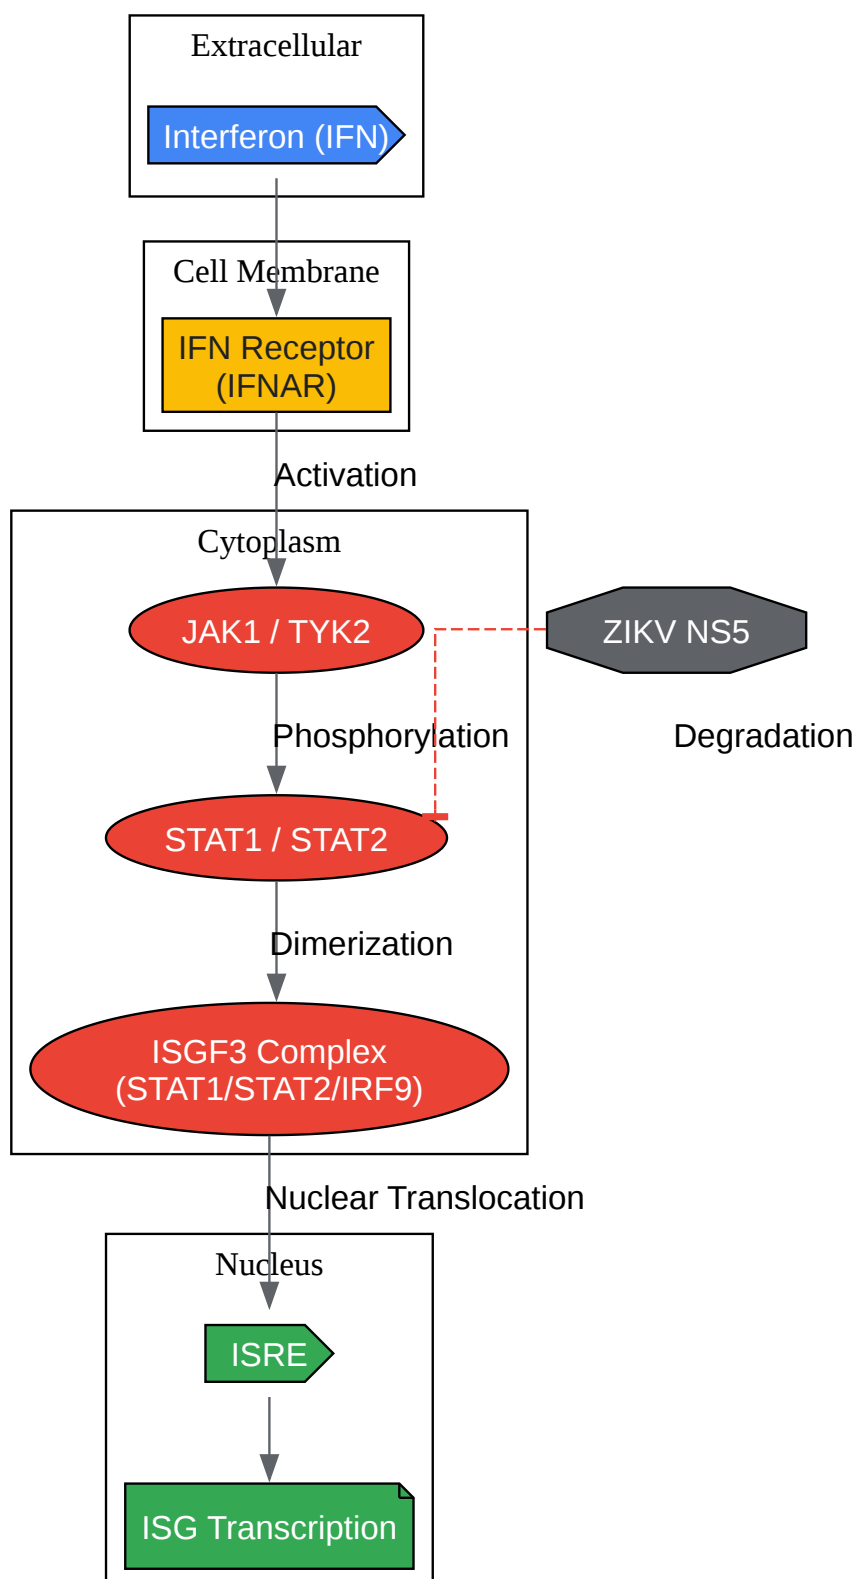 Extracellular
Interferon (IFN)
Cell Membrane
IFN Receptor
(IFNAR)
Activation
Cytoplasm
JAK1 / TYK2
ZIKV NS5
Phosphorylation
Degradation
STAT1 / STAT2
Dimerization
ISGF3 Complex
(STAT1/STAT2/IRF9)
Nuclear Translocation
Nucleus
ISRE
ISG Transcription